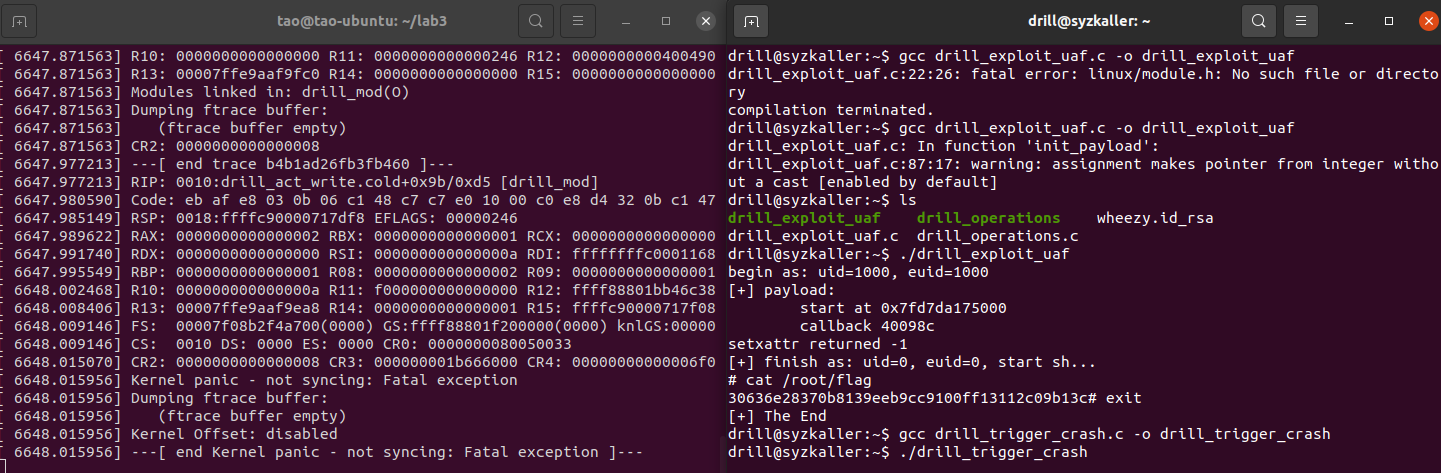 tao@tao-ubuntu: ~/lab3
[ 6647.871563] R10: 0000000000000000 R11: 0000000000000246 R12: 0000000000400490
[ 6647.871563] R13: 00007ffe9aaf9fc0 R14: 0000000000000000 R15: 0000000000000000
[ 6647.871563] Modules linked in: drill_mod(O)
[ 6647.871563] Dumping ftrace buffer:
[ 6647.871563]    (ftrace buffer empty)
[ 6647.871563] CR2: 0000000000000008
[ 6647.977213] ---[ end trace b4b1ad26fb3fb460 ]---
[ 6647.977213] RIP: 0010:drill_act_write.cold+0x9b/0xd5 [drill_mod]
[ 6647.980590] Code: eb af e8 03 0b 06 c1 48 c7 c7 e0 10 00 c0 e8 d4 32 0b c1 47
[ 6647.985149] RSP: 0018:ffffc90000717df8 EFLAGS: 00000246
[ 6647.989622] RAX: 0000000000000002 RBX: 0000000000000001 RCX: 0000000000000000
[ 6647.991740] RDX: 0000000000000000 RSI: 000000000000000a RDI: ffffffffc0001168
[ 6647.995549] RBP: 0000000000000001 R08: 0000000000000002 R09: 0000000000000001
[ 6648.002468] R10: 000000000000000a R11: f000000000000000 R12: ffff88801bb46c38
[ 6648.008406] R13: 00007ffe9aaf9ea8 R14: 0000000000000001 R15: ffffc90000717f08
[ 6648.009146] FS:  00007f08b2f4a700(0000) GS:ffff88801f200000(0000) knlGS:00000
[ 6648.009146] CS:  0010 DS: 0000 ES: 0000 CR0: 0000000080050033
[ 6648.015070] CR2: 0000000000000008 CR3: 000000001b666000 CR4: 00000000000006f0
[ 6648.015956] Kernel panic - not syncing: Fatal exception
[ 6648.015956] Dumping ftrace buffer:
[ 6648.015956]    (ftrace buffer empty)
[ 6648.015956] Kernel Offset: disabled
[ 6648.015956] ---[ end Kernel panic - not syncing: Fatal exception ]---
drill@syzkaller: ~
drill@syzkaller:~$ gcc drill_exploit_uaf.c -o drill_exploit_uaf
drill_exploit_uaf.c:22:26: fatal error: linux/module.h: No such file or directo
ry
compilation terminated.
drill@syzkaller:~$ gcc drill_exploit_uaf.c -o drill_exploit_uaf
drill_exploit_uaf.c: In function 'init_payload':
drill_exploit_uaf.c:87:17: warning: assignment makes pointer from integer witho
ut a cast [enabled by default]
drill@syzkaller:~$ ls
drill_exploit_uaf    drill_operations    wheezy.id_rsa
drill_exploit_uaf.c  drill_operations.c
drill@syzkaller:~$ ./drill_exploit_uaf
begin as: uid=1000, euid=1000
[+] payload:
        start at 0x7fd7da175000
        callback 40098c
setxattr returned -1
[+] finish as: uid=0, euid=0, start sh...
# cat /root/flag
30636e28370b8139eeb9cc9100ff13112c09b13c# exit
[+] The End
drill@syzkaller:~$ gcc drill_trigger_crash.c -o drill_trigger_crash
drill@syzkaller:~$ ./drill_trigger_crash